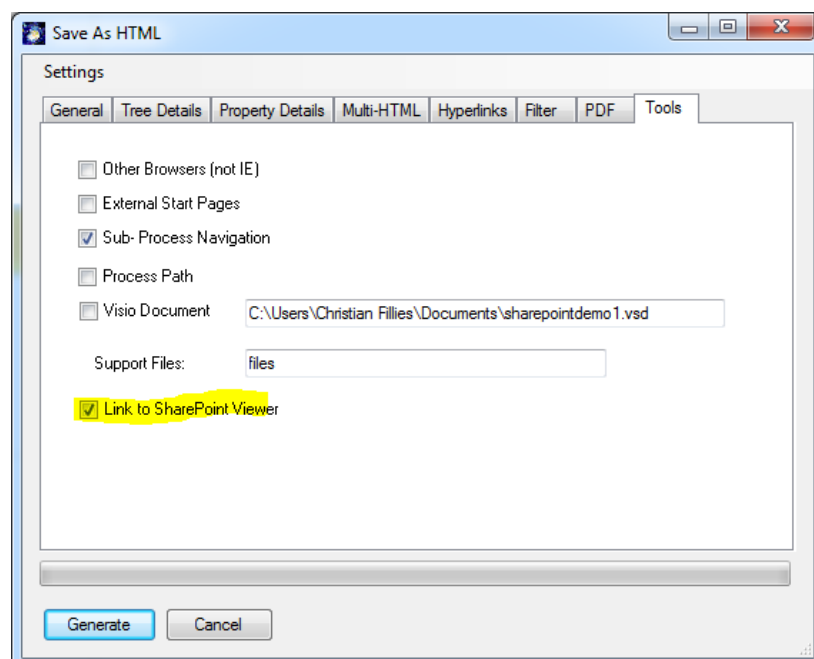 Save As HTML
Settings
General Tree Details Property Details Multi-HTML Hyperlinks Filter PDF Tools
Other Browsers (not IE)
External Start Pages
Sub- Process Navigation
Process Path
Visio Document C:\Users\Christian Fillies\Documents\sharepointdemo1.vsd
Support Files: files
Link to SharePoint Viewer
Generate Cancel